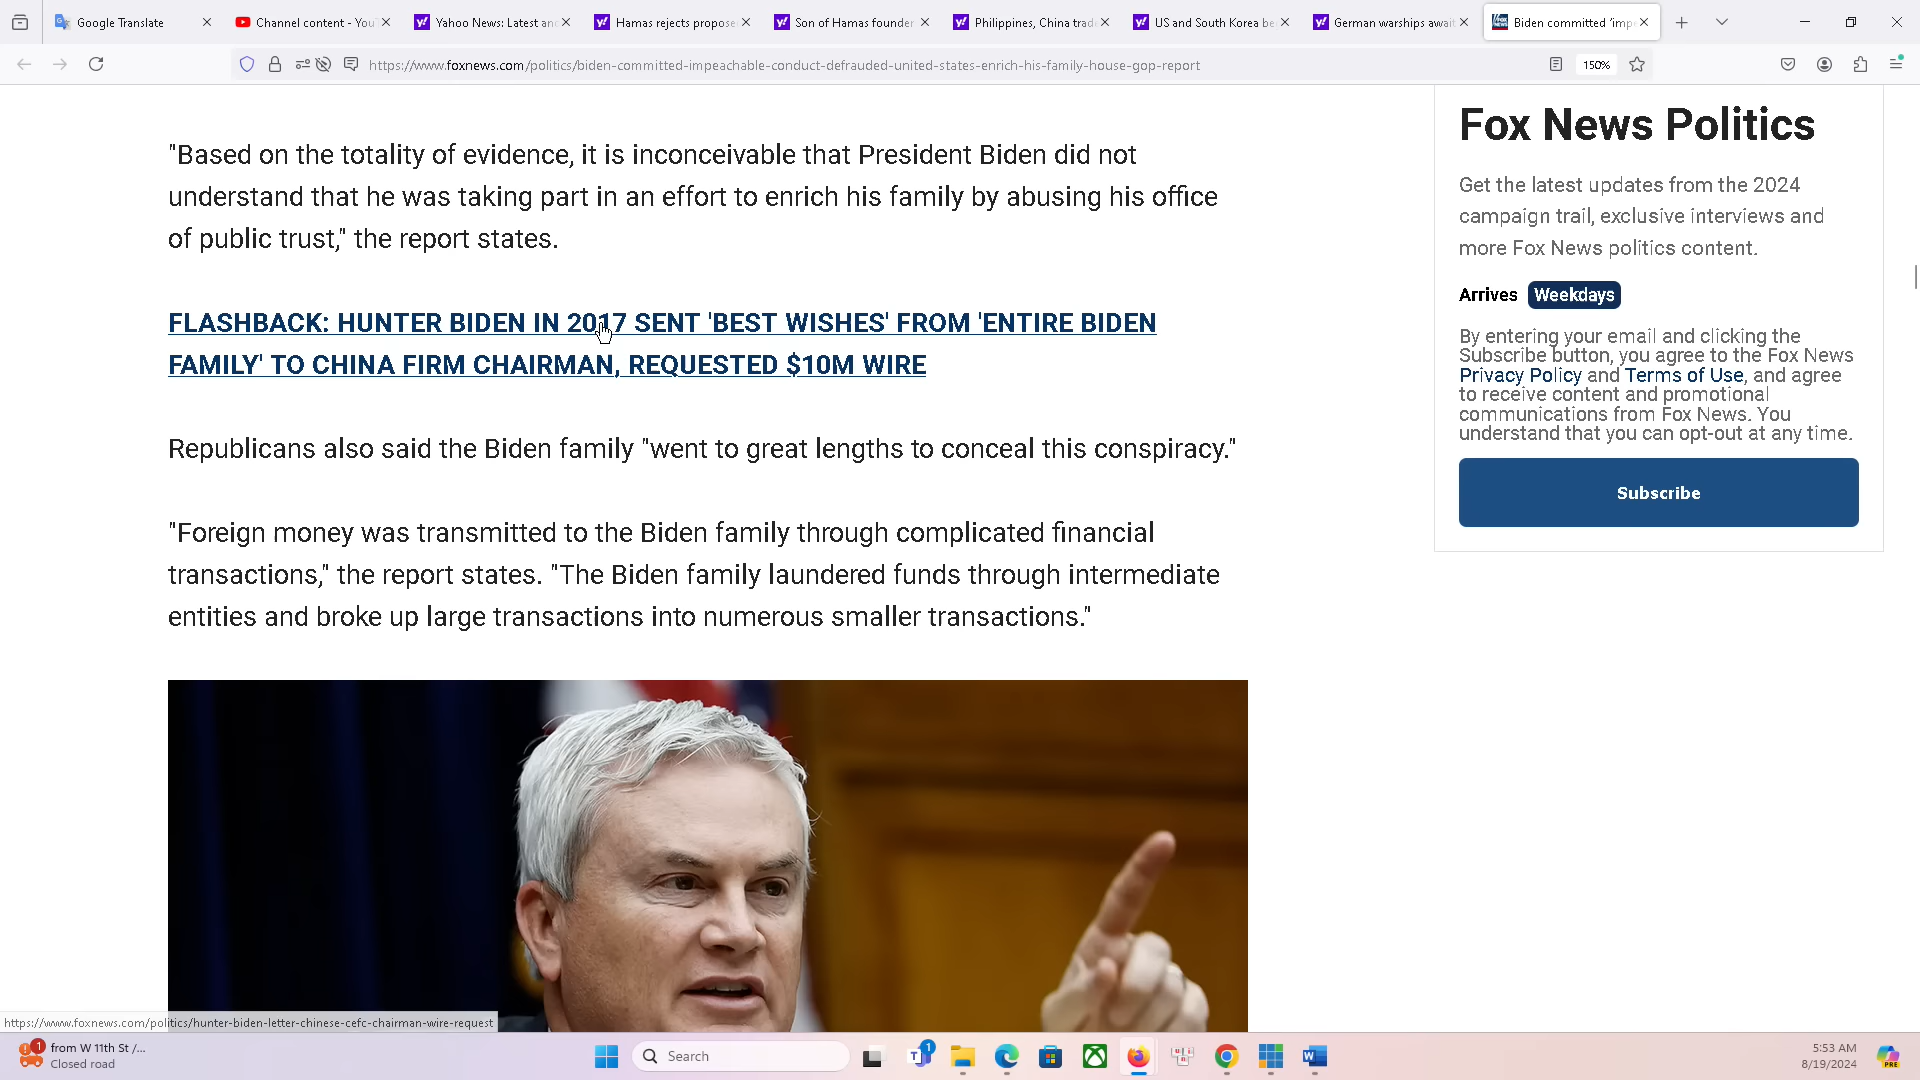 Google Translate
Channel content - You
Yahoo News: Latest and
Hamas rejects propose
Son of Hamas founder
Philippines, China trade
US and South Korea be
German warships await
Biden committed 'impe
https://www.foxnews.com/politics/biden-committed-impeachable-conduct-defrauded-united-states-enrich-his-family-house-gop-report
150%
"Based on the totality of evidence, it is inconceivable that President Biden did not
understand that he was taking part in an effort to enrich his family by abusing his office
of public trust," the report states.
FLASHBACK: HUNTER BIDEN IN 2017 SENT 'BEST WISHES' FROM 'ENTIRE BIDEN
FAMILY' TO CHINA FIRM CHAIRMAN, REQUESTED $10M WIRE
Republicans also said the Biden family "went to great lengths to conceal this conspiracy."
"Foreign money was transmitted to the Biden family through complicated financial
transactions," the report states. "The Biden family laundered funds through intermediate
entities and broke up large transactions into numerous smaller transactions."
Fox News Politics
Get the latest updates from the 2024
campaign trail, exclusive interviews and
more Fox News politics content.
Arrives Weekdays
By entering your email and clicking the
Subscribe button, you agree to the Fox News
Privacy Policy and Terms of Use, and agree
to receive content and promotional
communications from Fox News. You
understand that you can opt-out at any time.
Subscribe
https://www.foxnews.com/politics/hunter-biden-letter-chinese-cefc-chairman-wire-request
1
from W 11th St /...
Closed road
Search
1
5:53 AM
8/19/2024
PRE